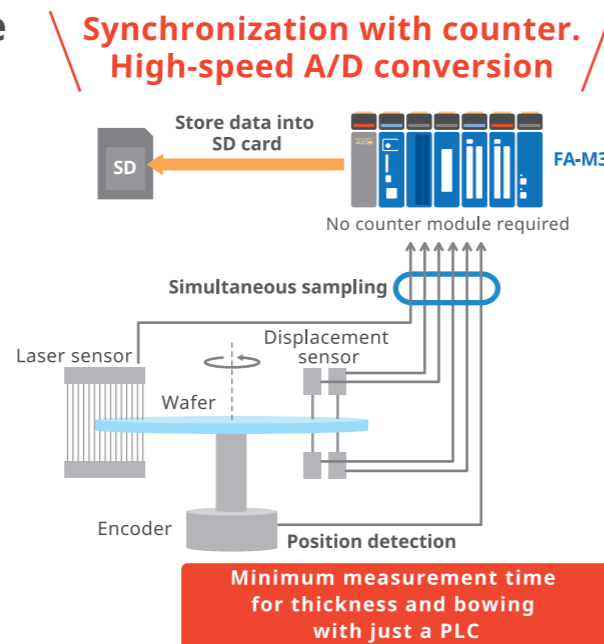 e
Synchronization with counter.
High-speed A/D conversion
Store data into
SD card
SD
FA-M3
No counter module required
Simultaneous sampling
Displacement
sensor
Laser sensor
Wafer
Encoder
Position detection
Minimum measurement time
for thickness and bowing
with just a PLC